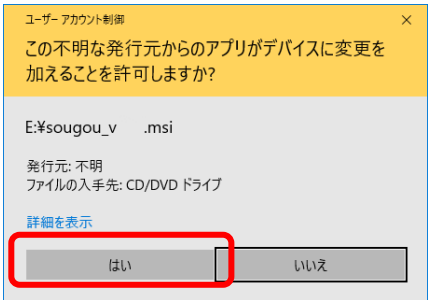 ユーザー アカウント制御
この不明な発行元からのアプリがデバイスに変更を
加えることを許可しますか?
E:¥sougou_v .msi
発行元: 不明
ファイルの入手先: CD/DVD ドライブ
詳細を表示
はい
いいえ